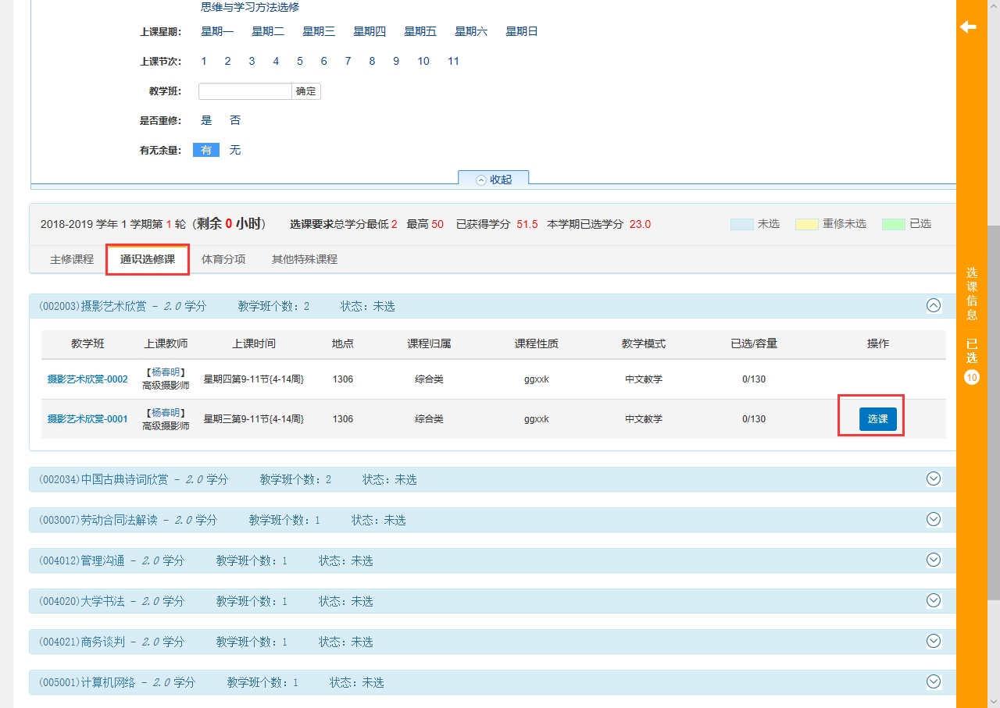 思维与学习方法选修
上课星期: 星期一 星期二 星期三 星期四 星期五 星期六 星期日
上课节次: 1 2 3 4 5 6 7 8 9 10 11
教学班: 确定
是否重修: 是 否
有无余量: 有 无
收起
2018-2019 学年 1 学期第 1 轮（剩余 0 小时） 选课要求总学分最低 2 最高 50 已获得学分 51.5 本学期已选学分 23.0 未选 重修未选 已选
主修课程 通识选修课 体育分项 其他特殊课程
(002003)摄影艺术欣赏 - 2.0 学分 教学班个数: 2 状态: 未选
教学班 上课教师 上课时间 地点 课程归属 课程性质 教学模式 已选/容量 操作
摄影艺术欣赏-0002 【杨春明】高级摄影师 星期四第9-11节{4-14周} 1306 综合类 ggxxk 中文教学 0/130
摄影艺术欣赏-0001 【杨春明】高级摄影师 星期三第9-11节{4-14周} 1306 综合类 ggxxk 中文教学 0/130 选课
(002034)中国古典诗词欣赏 - 2.0 学分 教学班个数: 2 状态: 未选
(003007)劳动合同法解读 - 2.0 学分 教学班个数: 1 状态: 未选
(004012)管理沟通 - 2.0 学分 教学班个数: 1 状态: 未选
(004020)大学书法 - 2.0 学分 教学班个数: 1 状态: 未选
(004021)商务谈判 - 2.0 学分 教学班个数: 1 状态: 未选
(005001)计算机网络 - 2.0 学分 教学班个数: 1 状态: 未选
选课信息
已选
10